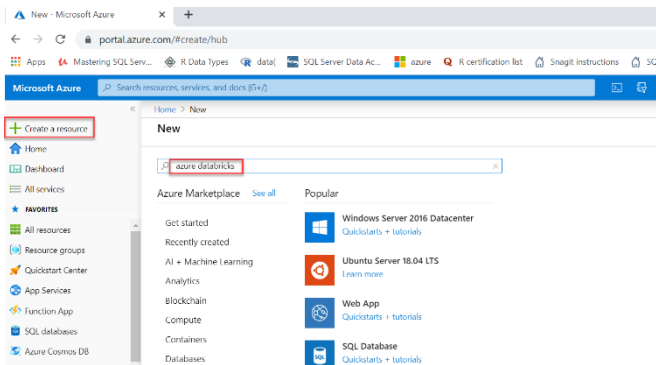 New - Microsoft Azure
portal.azure.com/#create/hub
Apps Mastering SQL Serv... R Data Types data( SQL Server Data Ac... azure R certification list Snagit instructions SQ
Microsoft Azure Search resources, services, and docs (G+/)
Home > New
Create a resource
New
Home
Dashboard
azure databricks
All services
FAVORITES
Azure Marketplace See all Popular
All resources
Get started
Windows Server 2016 Datacenter
Quickstarts + tutorials
Resource groups
Recently created
Quickstart Center
AI + Machine Learning
Ubuntu Server 18.04 LTS
Learn more
App Services
Analytics
Function App
Blockchain
Web App
Quickstarts + tutorials
Compute
SQL databases
Containers
SQL Database
Azure Cosmos DB
Databases
SQL
Quickstarts + tutorials